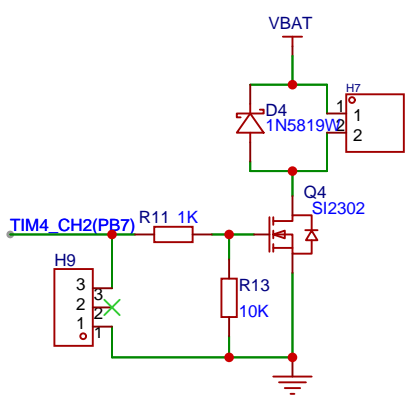 VBAT
H7
D4
1N5819W
1
1
2
2
Q4
SI2302
TIM4_CH2(PB7)
R11 1K
H9
3
3
2
2
1
1
R13
10K